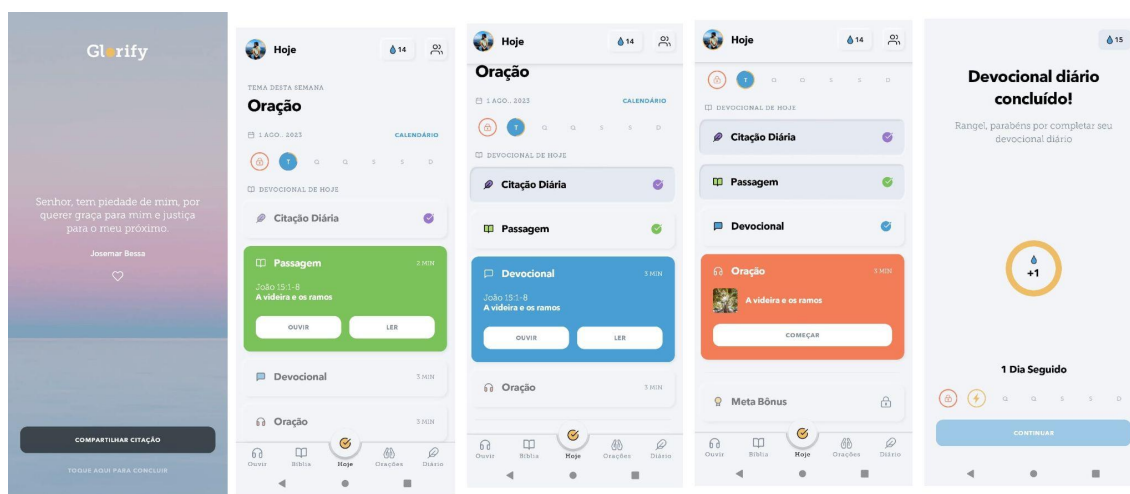 Glorify
Senhor, tem piedade de mim, por
querer graça para mim e justiça
para o meu próximo.
Josemar Bessa
COMPARTILHAR CITAÇÃO
TOQUE AQUI PARA CONCLUIR
Hoje
14
TEMA DESTA SEMANA
Oração
1 AGO., 2023
CALENDÁRIO
T Q Q S S D
DEVOCIONAL DE HOJE
Citação Diária
Passagem
2 MIN
João 15:1-8
A videira e os ramos
OUVIR
LER
Devocional
3 MIN
Oração
3 MIN
Ouvir Bíblia Hoje Orações Diário
Hoje
14
Oração
1 AGO., 2023
CALENDÁRIO
T Q Q S S D
DEVOCIONAL DE HOJE
Citação Diária
Passagem
Devocional
3 MIN
João 15:1-8
A videira e os ramos
OUVIR
LER
Oração
3 MIN
Ouvir Bíblia Hoje Orações Diário
Hoje
14
T Q Q S S D
DEVOCIONAL DE HOJE
Citação Diária
Passagem
Devocional
Oração
3 MIN
A videira e os ramos
COMEÇAR
Meta Bônus
Ouvir Bíblia Hoje Orações Diário
15
Devocional diário
concluído!
Rangel, parabéns por completar seu
devocional diário
+1
1 Dia Seguido
Q Q S S D
CONTINUAR